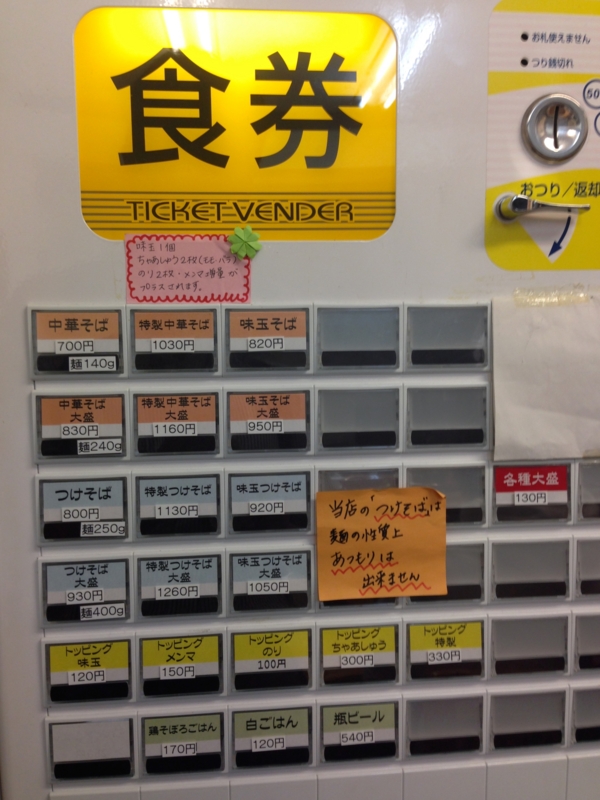 食券
TICKET VENDER
お札使えません
つり銭切れ
50
おつり/返却
味玉1個
ちゃあしゅう2枚(モモ・バラ)
のり2枚・メンマ増量が
プラスされます。
中華そば
700円
麺140g
特製中華そば
1030円
味玉そば
820円
中華そば
大盛
830円
麺240g
特製中華そば
大盛
1160円
味玉そば
大盛
950円
つけそば
800円
麺250g
特製つけそば
1130円
味玉つけそば
920円
各種大盛
130円
当店の「つけそば」は
麺の性質上
あつもりは
出来ません
つけそば
大盛
930円
麺400g
特製つけそば
大盛
1260円
味玉つけそば
大盛
1050円
トッピング
味玉
120円
トッピング
メンマ
150円
トッピング
のり
100円
トッピング
ちゃあしゅう
300円
トッピング
特製
330円
鶏そぼろごはん
170円
白ごはん
120円
瓶ビール
540円